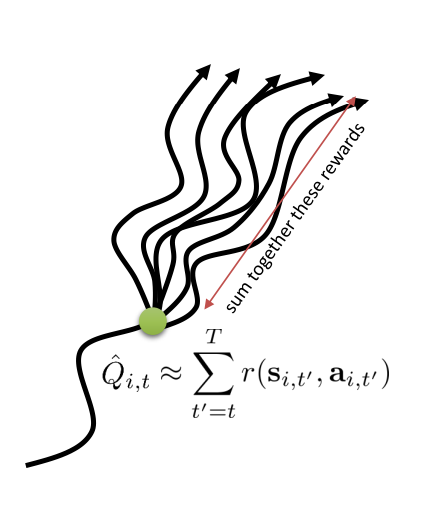 sum together these rewards
$\hat{Q}_{i,t} \approx \sum_{t'=t}^{T} r(\mathbf{s}_{i,t'}, \mathbf{a}_{i,t'})$